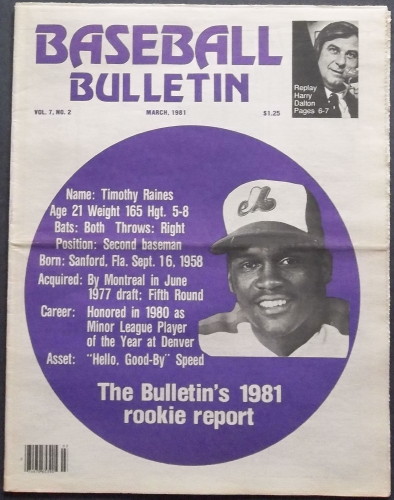 BASEBALL
BULLETIN
Replay
Harry
Dalton
Pages 6-7
VOL. 7, NO. 2
MARCH, 1981
$1.25
Name: Timothy Raines
Age 21 Weight 165 Hgt. 5-8
Bats: Both Throws: Right
Position: Second baseman
Born: Sanford, Fla. Sept. 16, 1958
Acquired: By Montreal in June
1977 draft; Fifth Round
Career: Honored in 1980 as
Minor League Player
of the Year at Denver
Asset: "Hello, Good-By" Speed
The Bulletin's 1981
rookie report